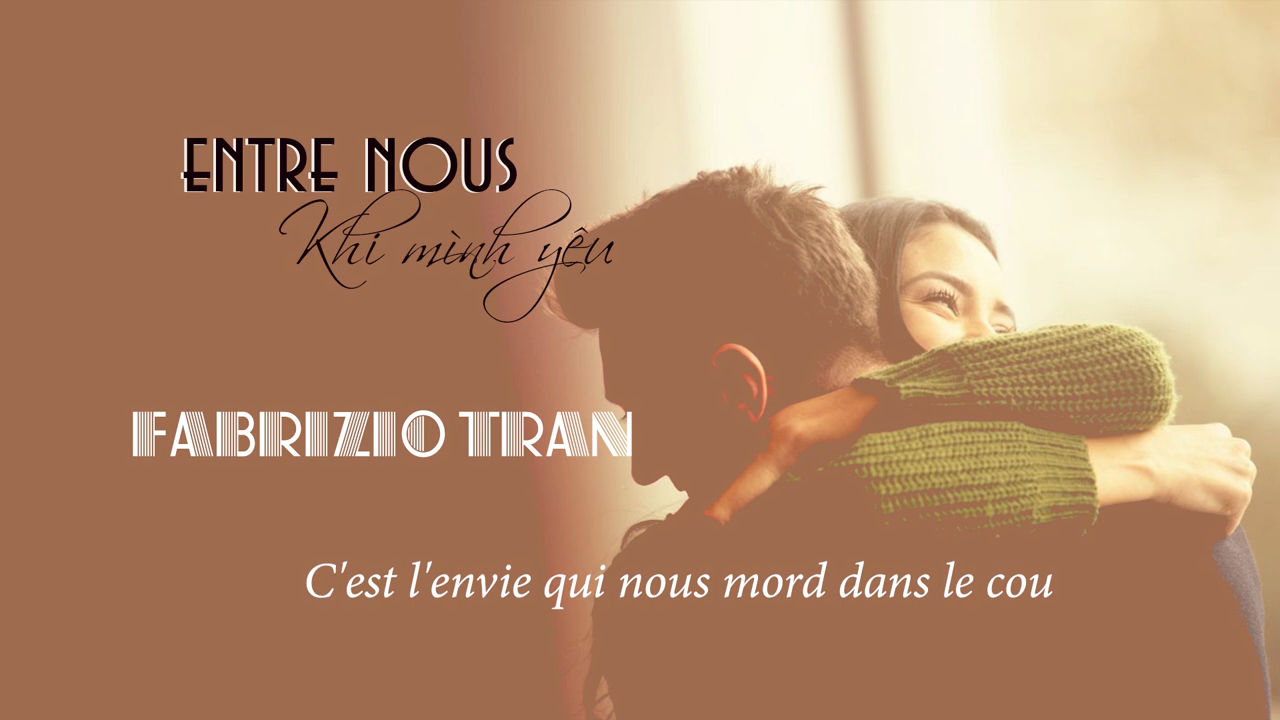 ENTRE NOUS
Khi mình yêu
FABRIZIO TRAN
C'est l'envie qui nous mord dans le cou